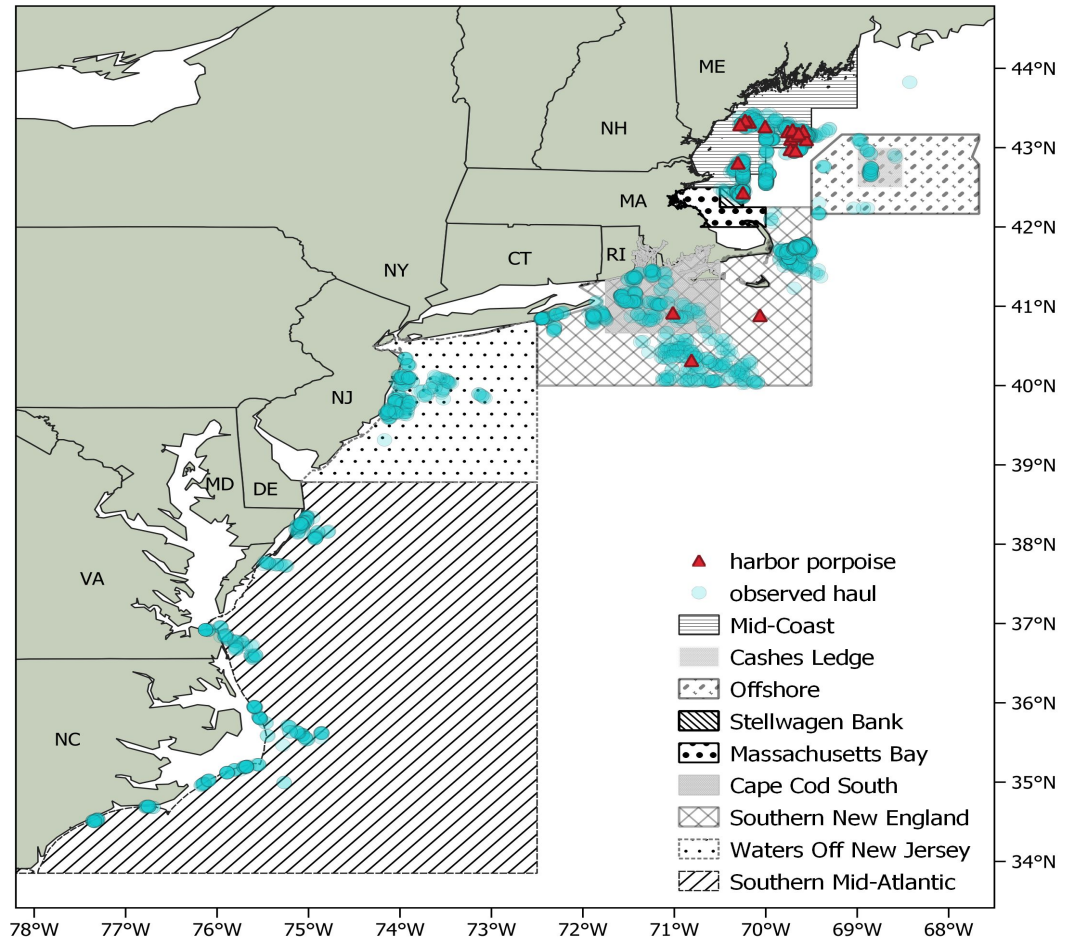 ME
44°N
NH
43°N
MA
42°N
CT
RI
NY
41°N
40°N
NJ
39°N
MD
DE
38°N
harbor porpoise
VA
observed haul
37°N
Mid-Coast
Cashes Ledge
Offshore
36°N
Stellwagen Bank
NC
Massachusetts Bay
35°N
Cape Cod South
Southern New England
Waters Off New Jersey
34°N
Southern Mid-Atlantic
78°W 77°W 76°W 75°W 74°W 73°W 72°W 71°W 70°W 69°W 68°W